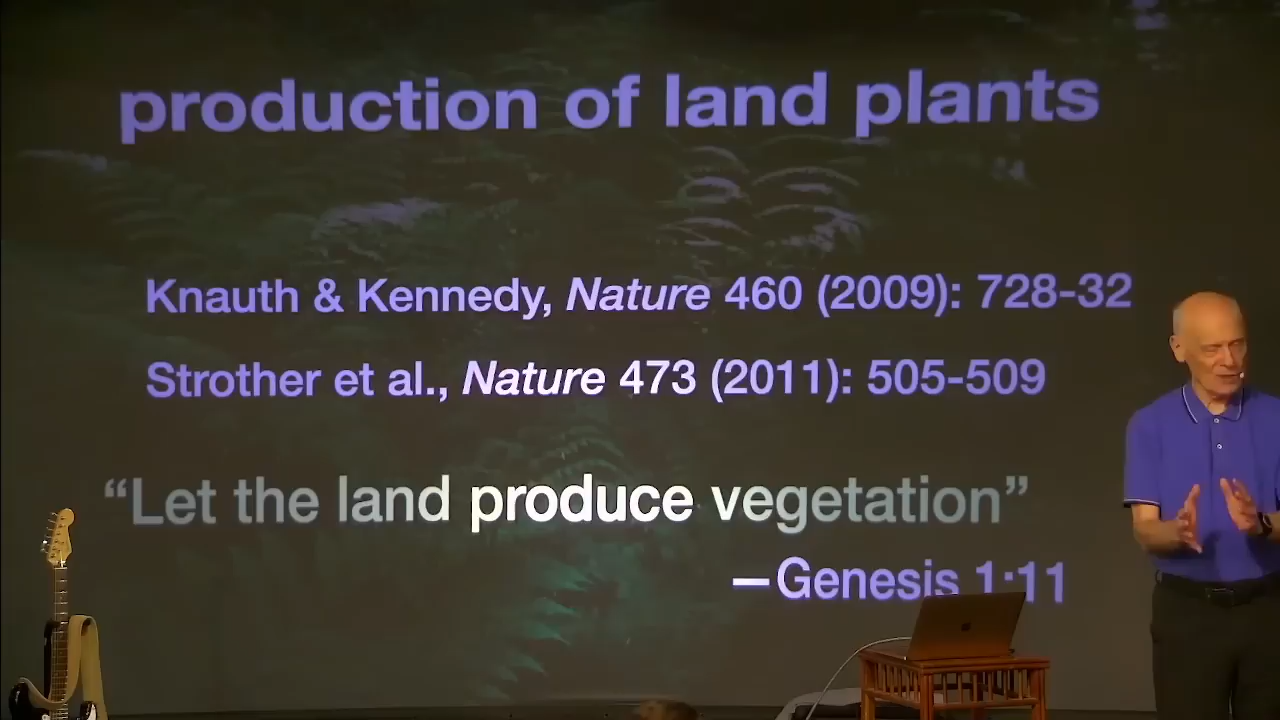 production of land plants
Knauth & Kennedy, Nature 460 (2009): 728-32
Strother et al., Nature 473 (2011): 505-509
“Let the land produce vegetation”
—Genesis 1:11